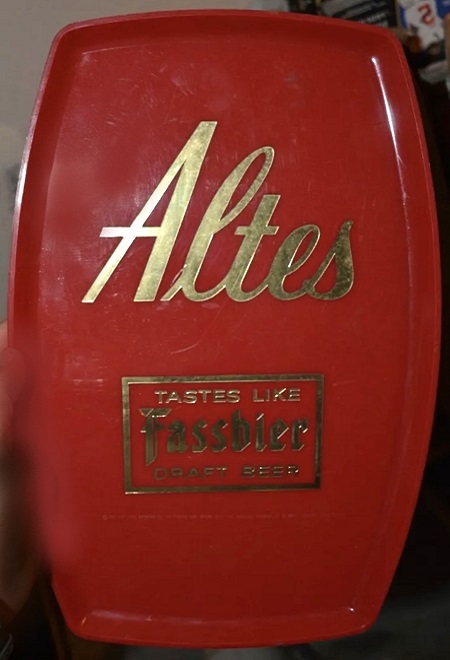 Altes
TASTES LIKE
Fassbier
DRAFT BEER